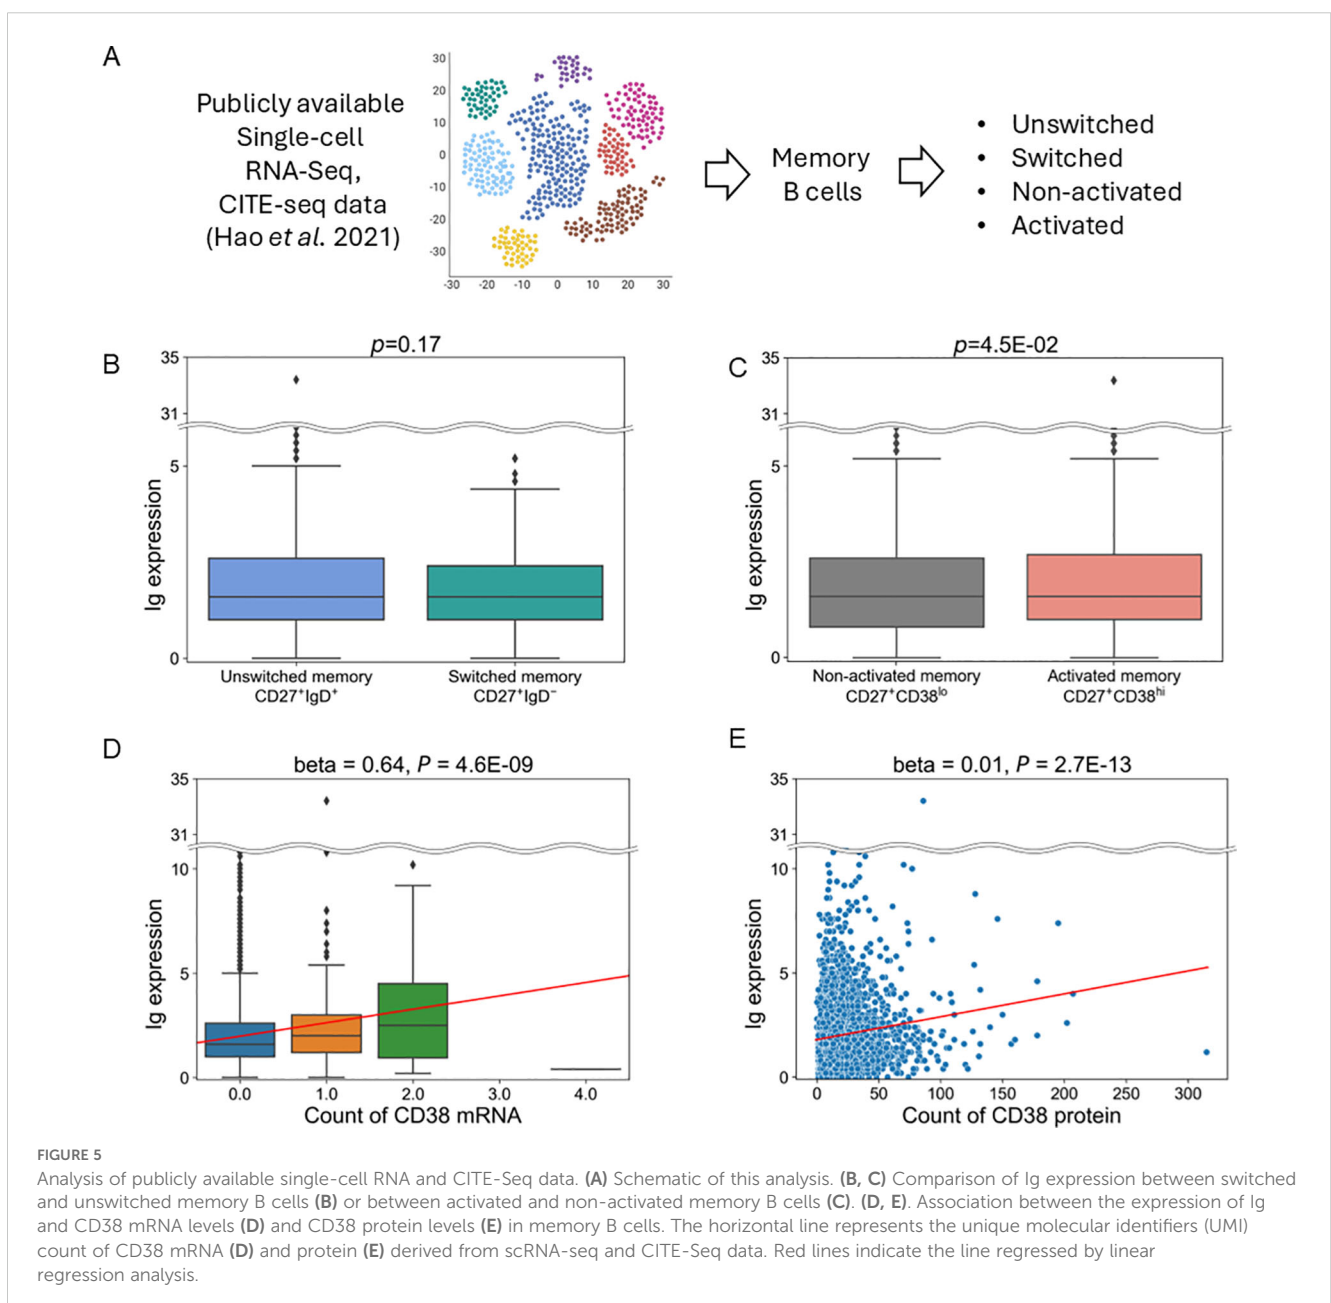 A
Publicly available
Single-cell
RNA-Seq,
CITE-seq data
(Hao et al. 2021)
30
20
10
0
-10
-20
-30
-30 -20 -10 0 10 20 30
Memory
B cells
• Unswitched
• Switched
• Non-activated
• Activated
B
p=0.17
35
31
5
0
Ig expression
Unswitched memory
CD27⁺IgD⁺
Switched memory
CD27⁺IgD⁻
C
p=4.5E-02
35
31
5
0
Ig expression
Non-activated memory
CD27⁺CD38ˡᵒ
Activated memory
CD27⁺CD38ʰⁱ
D
beta = 0.64, P = 4.6E-09
35
31
10
5
0
Ig expression
0.0 1.0 2.0 3.0 4.0
Count of CD38 mRNA
E
beta = 0.01, P = 2.7E-13
35
31
10
5
0
Ig expression
0 50 100 150 200 250 300
Count of CD38 protein
FIGURE 5
Analysis of publicly available single-cell RNA and CITE-Seq data. (A) Schematic of this analysis. (B, C) Comparison of Ig expression between switched
and unswitched memory B cells (B) or between activated and non-activated memory B cells (C). (D, E). Association between the expression of Ig
and CD38 mRNA levels (D) and CD38 protein levels (E) in memory B cells. The horizontal line represents the unique molecular identifiers (UMI)
count of CD38 mRNA (D) and protein (E) derived from scRNA-seq and CITE-Seq data. Red lines indicate the line regressed by linear
regression analysis.